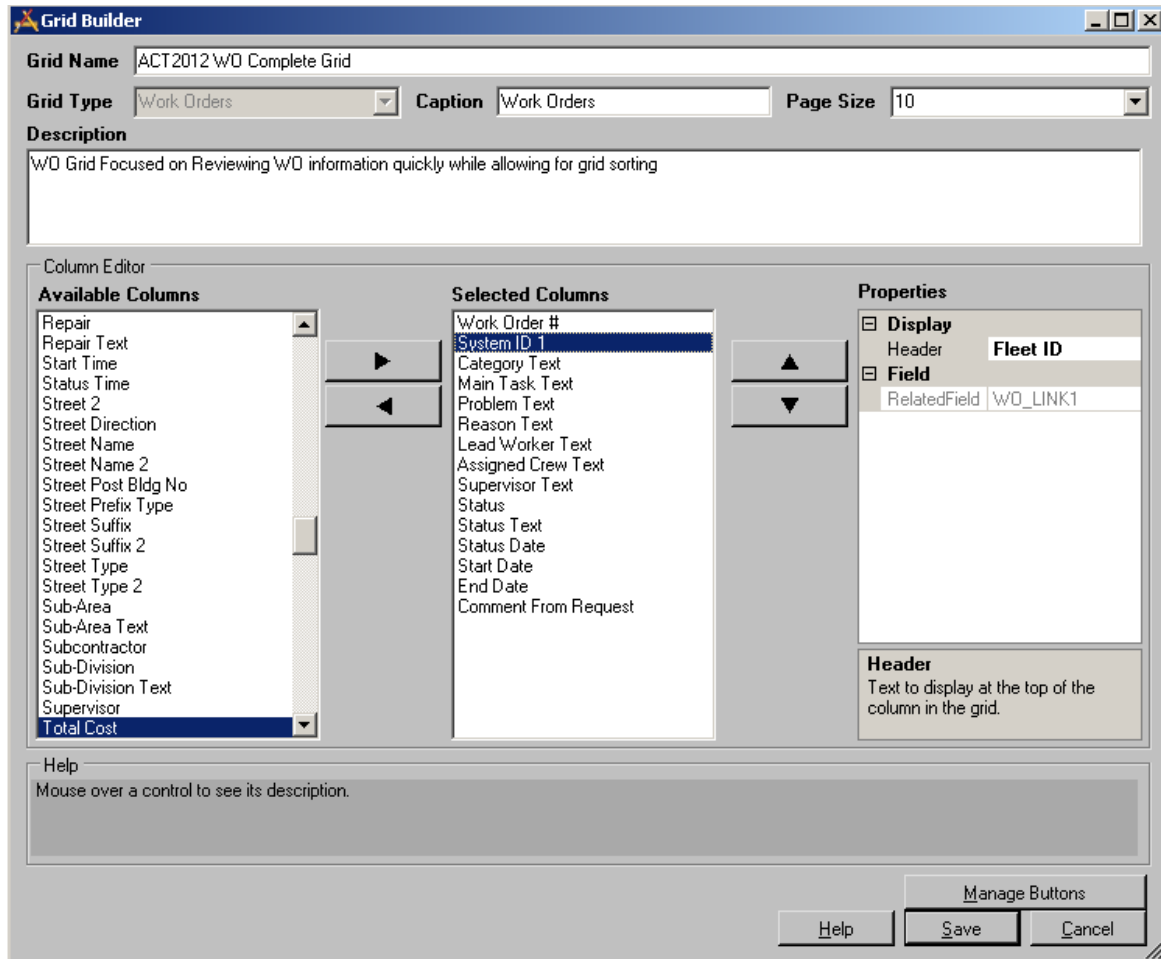 Grid Builder
Grid Name ACT2012 WO Complete Grid
Grid Type Work Orders Caption Work Orders Page Size 10
Description
WO Grid Focused on Reviewing WO information quickly while allowing for grid sorting
Column Editor
Available Columns
Repair
Repair Text
Start Time
Status Time
Street 2
Street Direction
Street Name
Street Name 2
Street Post Bldg No
Street Prefix Type
Street Suffix
Street Suffix 2
Street Type
Street Type 2
Sub-Area
Sub-Area Text
Subcontractor
Sub-Division
Sub-Division Text
Supervisor
Total Cost
Selected Columns
Work Order #
System ID 1
Category Text
Main Task Text
Problem Text
Reason Text
Lead Worker Text
Assigned Crew Text
Supervisor Text
Status
Status Text
Status Date
Start Date
End Date
Comment From Request
Properties
Display
Header Fleet ID
Field
RelatedField WO_LINK1
Header
Text to display at the top of the
column in the grid.
Help
Mouse over a control to see its description.
Manage Buttons
Help Save Cancel